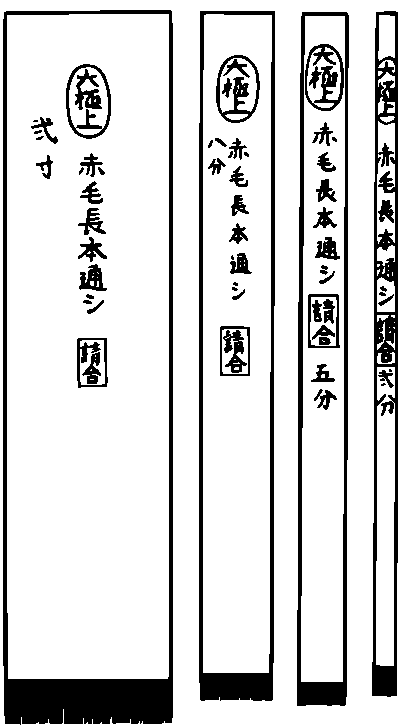 大極上 赤毛長本通シ 請合 弐分
大極上 赤毛長本通シ 請合 五分
大極上 赤毛長本通シ 請合
八分
大極上 赤毛長本通シ 請合
弐寸